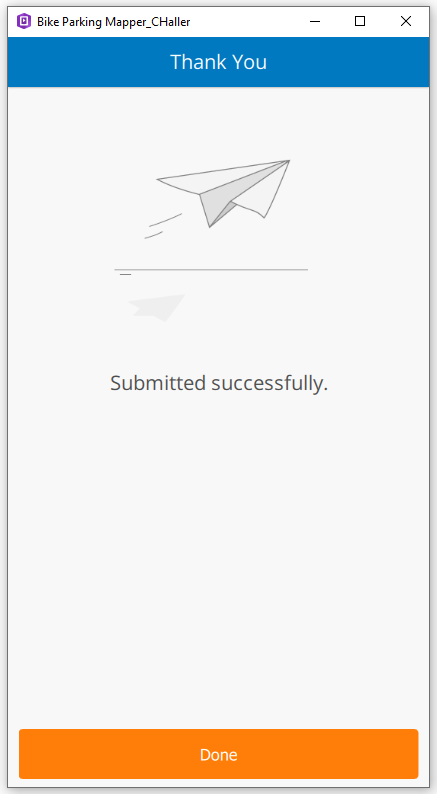 Bike Parking Mapper_CHaller
Thank You
Submitted successfully.
Done